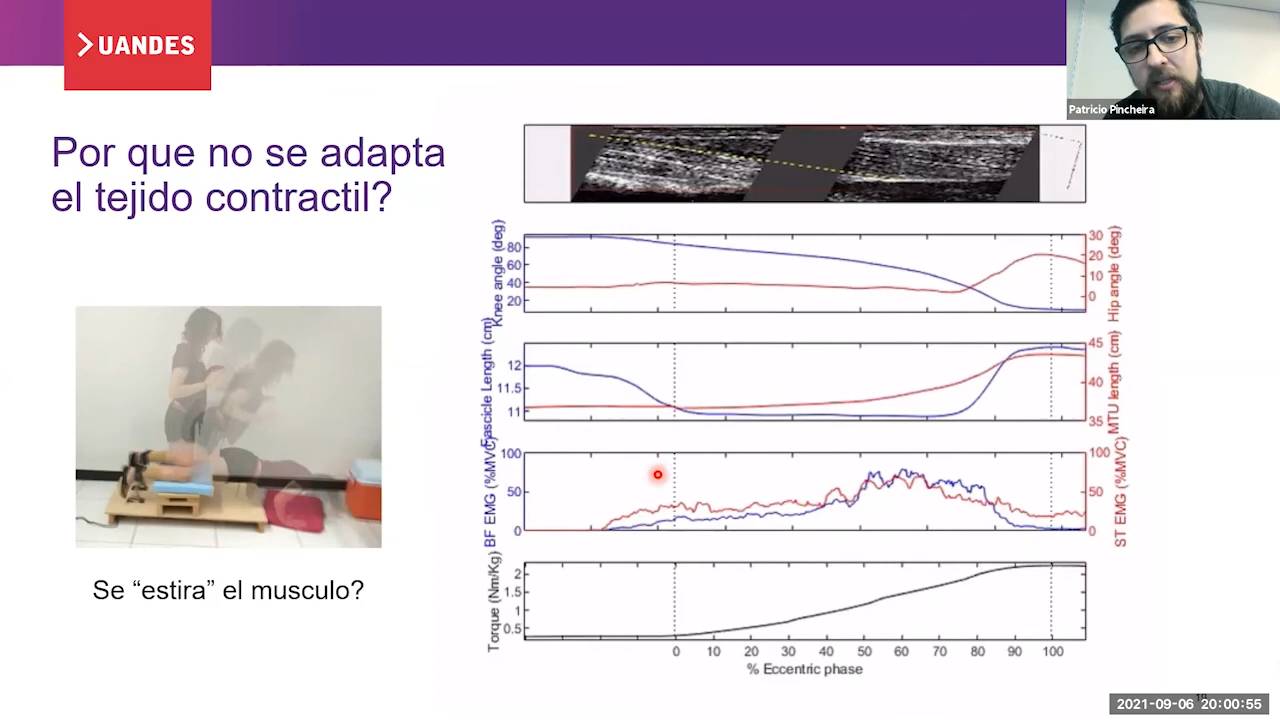 UANDES
Patricio Pincheira
Por que no se adapta
el tejido contractil?
Knee angle (deg)
80
60
40
20
30
20
10
0
Hip angle (deg)
Fascicle Length (cm)
12
11.5
11
45
40
35
MTU length (cm)
BF EMG (%MVC)
100
50
0
100
50
0
ST EMG (%MVC)
Torque (Nm/Kg)
2
1.5
1
0.5
0 10 20 30 40 50 60 70 80 90 100
% Eccentric phase
Se “estira” el musculo?
2021-09-06 20:00:55